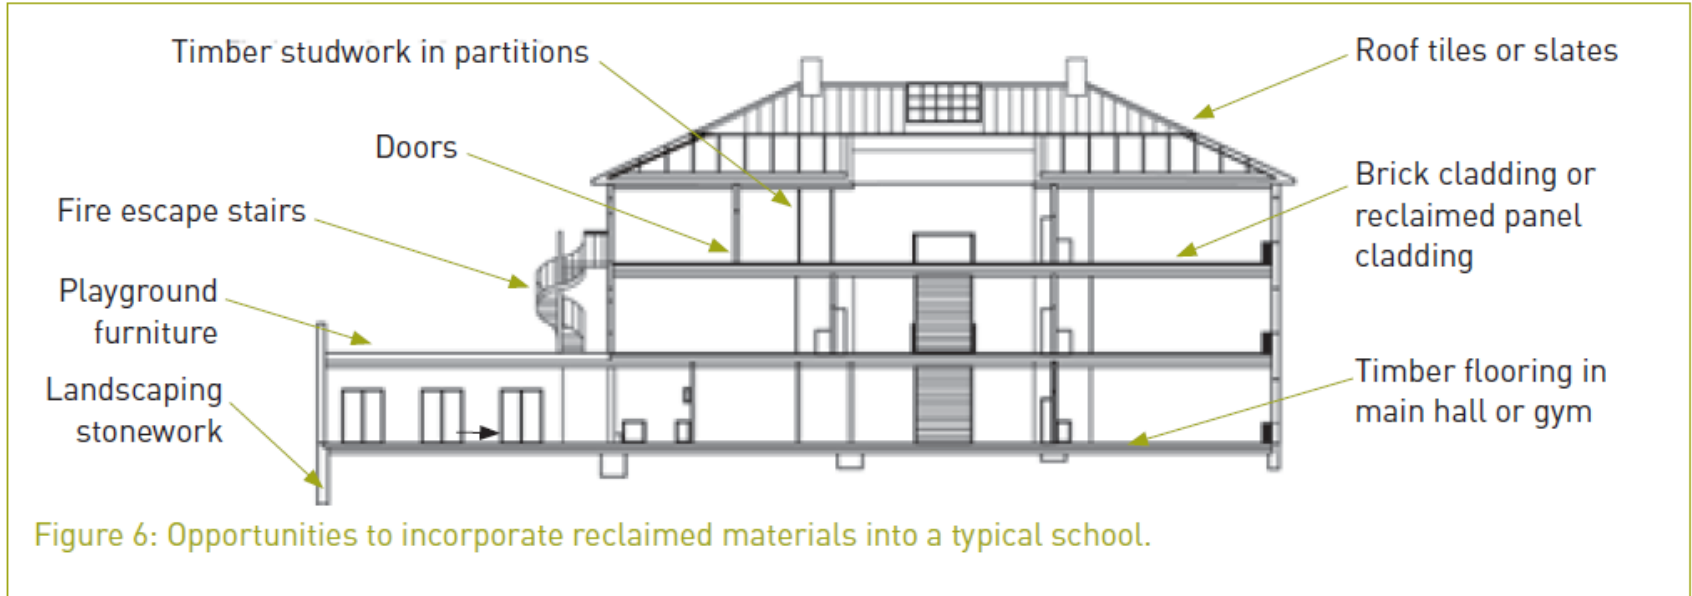 Timber studwork in partitions
Doors
Fire escape stairs
Playground
furniture
Landscaping
stonework
Roof tiles or slates
Brick cladding or
reclaimed panel
cladding
Timber flooring in
main hall or gym
Figure 6: Opportunities to incorporate reclaimed materials into a typical school.